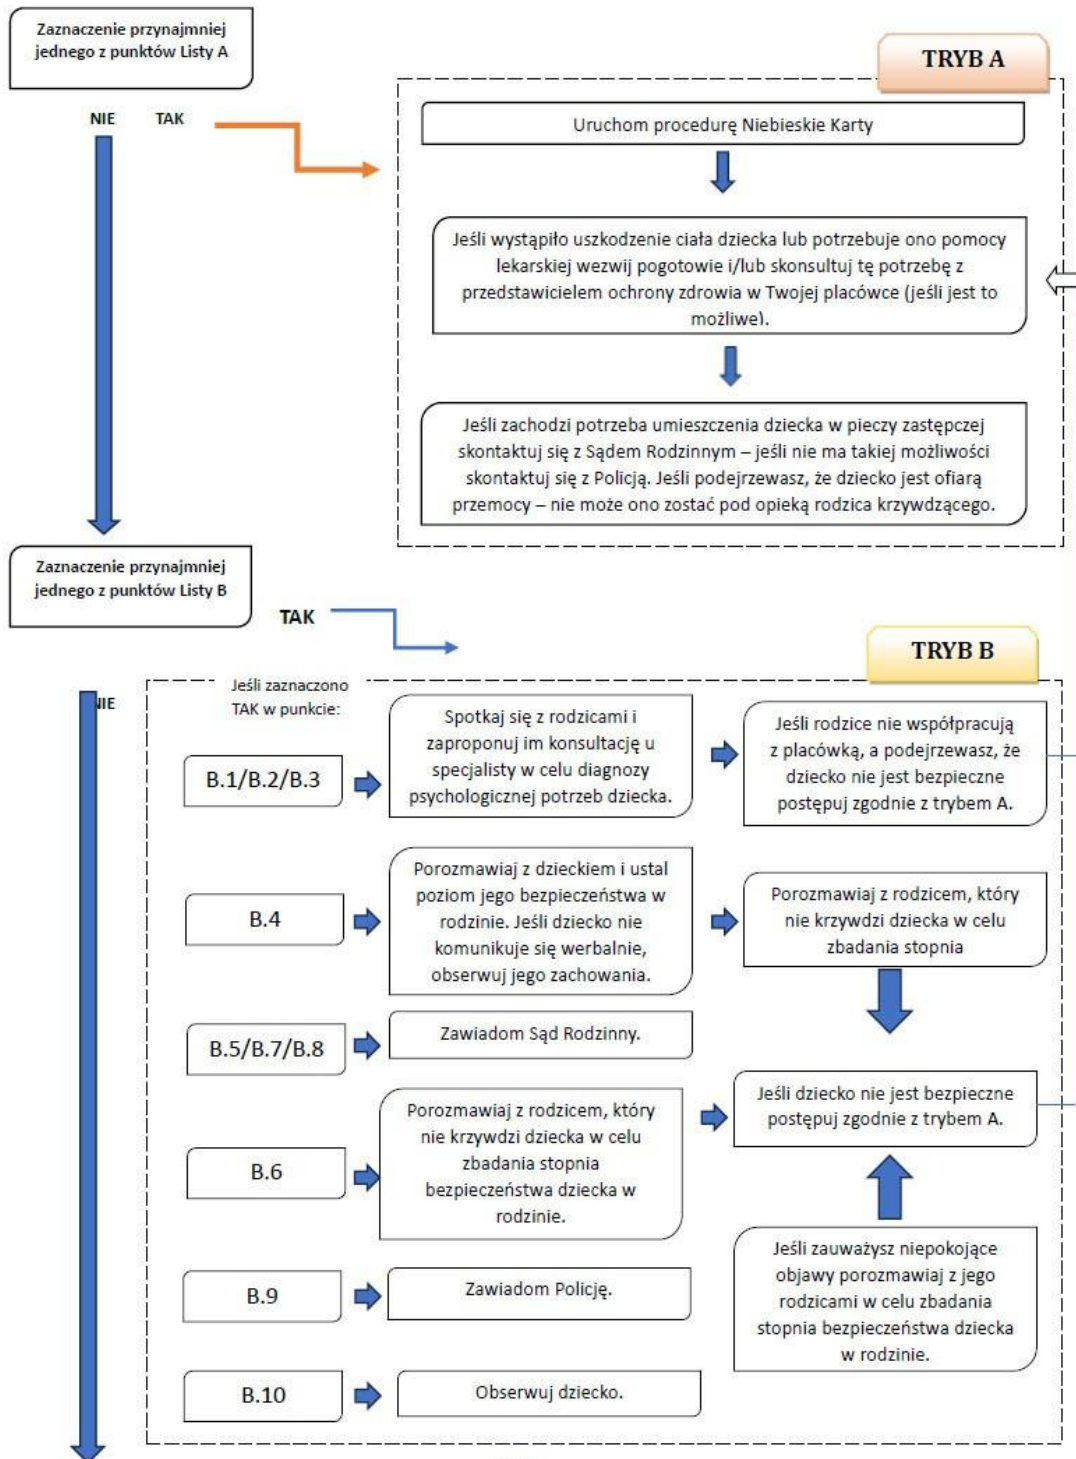 Zaznaczenie przynajmniej
jednego z punktów Listy A
NIE TAK
TRYB A
Uruchom procedurę Niebieskie Karty
Jeśli wystąpiło uszkodzenie ciała dziecka lub potrzebuje ono pomocy
lekarskiej wezwij pogotowie i/lub skonsultuj tę potrzebę z
przedstawicielem ochrony zdrowia w Twojej placówce (jeśli jest to
możliwe).
Jeśli zachodzi potrzeba umieszczenia dziecka w pieczy zastępczej
skontaktuj się z Sądem Rodzinnym – jeśli nie ma takiej możliwości
skontaktuj się z Policją. Jeśli podejrzewasz, że dziecko jest ofiarą
przemocy – nie może ono zostać pod opieką rodzica krzywdzącego.
Zaznaczenie przynajmniej
jednego z punktów Listy B
TAK
TRYB B
NIE
Jeśli zaznaczono
TAK w punkcie:
B.1/B.2/B.3
Spotkaj się z rodzicami i
zaproponuj im konsultację u
specjalisty w celu diagnozy
psychologicznej potrzeb dziecka.
Jeśli rodzice nie współpracują
z placówką, a podejrzewasz, że
dziecko nie jest bezpieczne
postępuj zgodnie z trybem A.
B.4
Porozmawiaj z dzieckiem i ustal
poziom jego bezpieczeństwa w
rodzinie. Jeśli dziecko nie
komunikuje się werbalnie,
obserwuj jego zachowania.
Porozmawiaj z rodzicem, który
nie krzywdzi dziecka w celu
zbadania stopnia
B.5/B.7/B.8
Zawiadom Sąd Rodzinny.
B.6
Porozmawiaj z rodzicem, który
nie krzywdzi dziecka w celu
zbadania stopnia
bezpieczeństwa dziecka w
rodzinie.
Jeśli dziecko nie jest bezpieczne
postępuj zgodnie z trybem A.
B.9
Zawiadom Policję.
Jeśli zauważysz niepokojące
objawy porozmawiaj z jego
rodzicami w celu zbadania
stopnia bezpieczeństwa dziecka
w rodzinie.
B.10
Obserwuj dziecko.